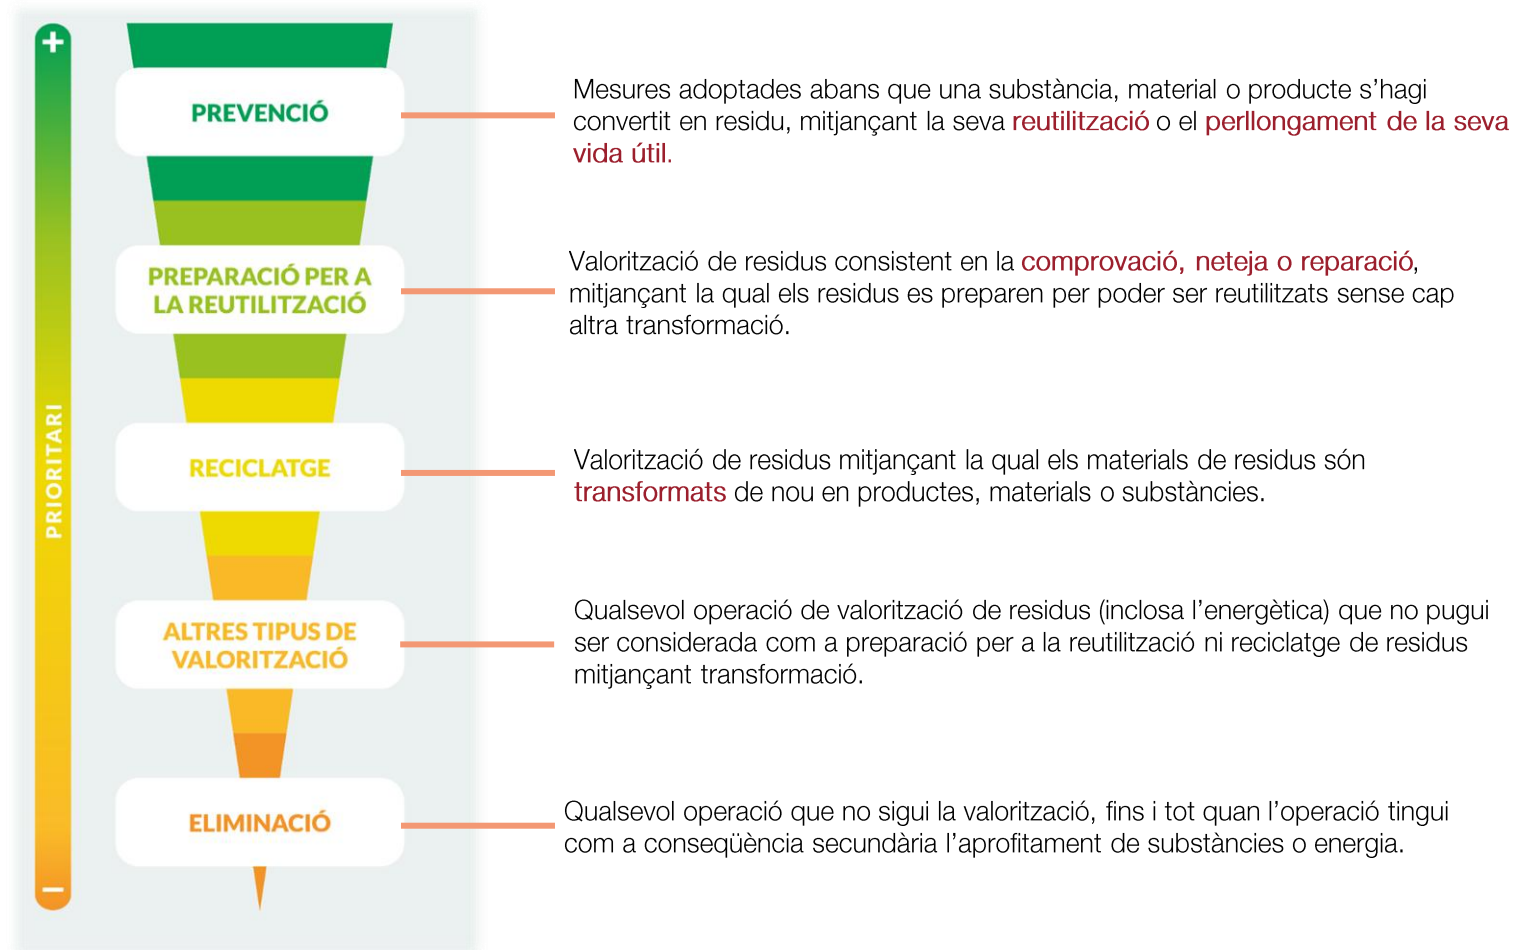 +
PRIORITARI
–
PREVENCIÓ
Mesures adoptades abans que una substància, material o producte s’hagi
convertit en residu, mitjançant la seva reutilització o el perllongament de la seva
vida útil.
PREPARACIÓ PER A
LA REUTILITZACIÓ
Valorització de residus consistent en la comprovació, neteja o reparació,
mitjançant la qual els residus es preparen per poder ser reutilitzats sense cap
altra transformació.
RECICLATGE
Valorització de residus mitjançant la qual els materials de residus són
transformats de nou en productes, materials o substàncies.
ALTRES TIPUS DE
VALORITZACIÓ
Qualsevol operació de valorització de residus (inclosa l’energètica) que no pugui
ser considerada com a preparació per a la reutilització ni reciclatge de residus
mitjançant transformació.
ELIMINACIÓ
Qualsevol operació que no sigui la valorització, fins i tot quan l’operació tingui
com a conseqüència secundària l’aprofitament de substàncies o energia.